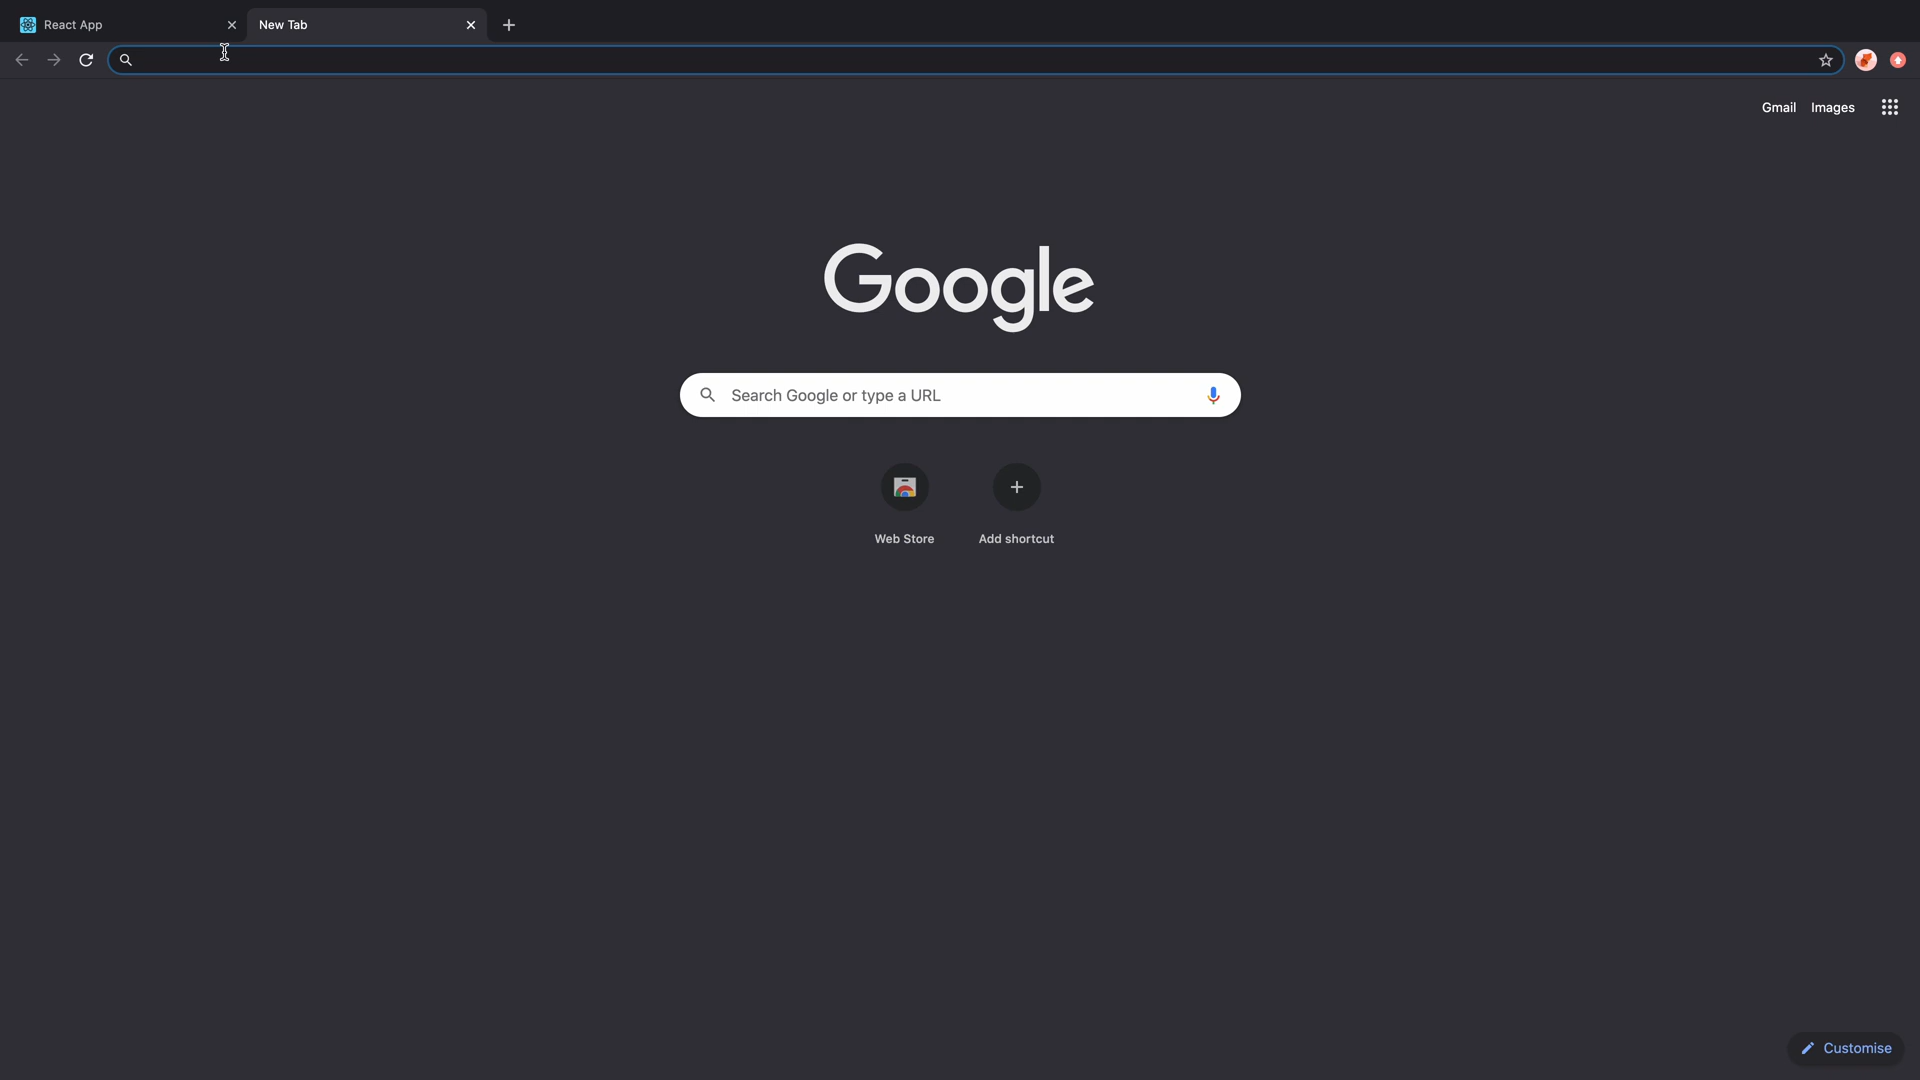 React App
New Tab
Gmail Images
Google
Search Google or type a URL
Web Store
Add shortcut
Customise